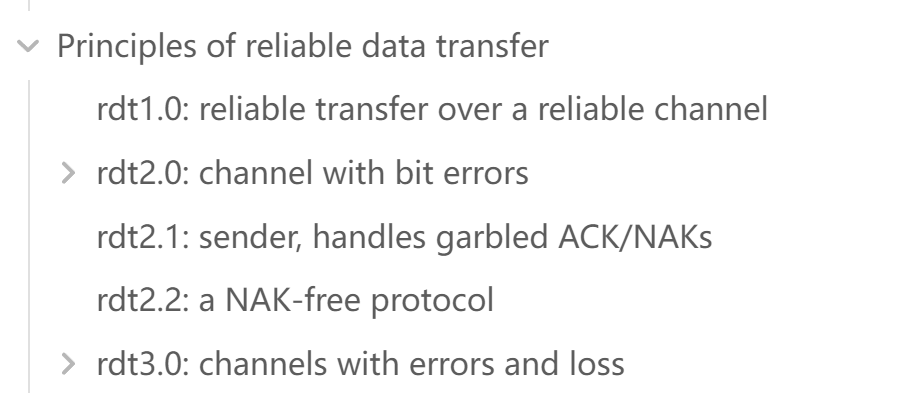 Principles of reliable data transfer
rdt1.0: reliable transfer over a reliable channel
rdt2.0: channel with bit errors
rdt2.1: sender, handles garbled ACK/NAKs
rdt2.2: a NAK-free protocol
rdt3.0: channels with errors and loss